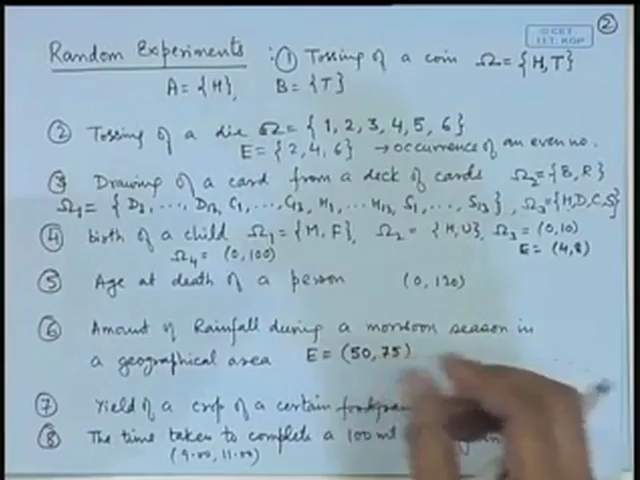 ②
© CET
I.I.T. KGP
Random Experiments : ① Tossing of a coin Ω = {H, T}
A = {H}, B = {T}
② Tossing of a die Ω = {1, 2, 3, 4, 5, 6}
E = {2, 4, 6} → occurrence of an even no.
③ Drawing of a card from a deck of cards Ω₂ = {B, R}
Ω₁ = {D₁, ..., D₁₃, C₁, ..., C₁₃, H₁, ... H₁₃, S₁, ..., S₁₃}, Ω₃ = {H, D, C, S}
④ birth of a child Ω₁ = {M, F}, Ω₂ = {H, U}, Ω₃ = (0, 10)
Ω₄ = (0, 100) E = (4, 8)
⑤ Age at death of a person (0, 120)
⑥ Amount of Rainfall during a monsoon season in
a geographical area E = (50, 75)
⑦ Yield of a crop of a certain
⑧ The time taken to complete a 100 mt
(9.00, 11.00)